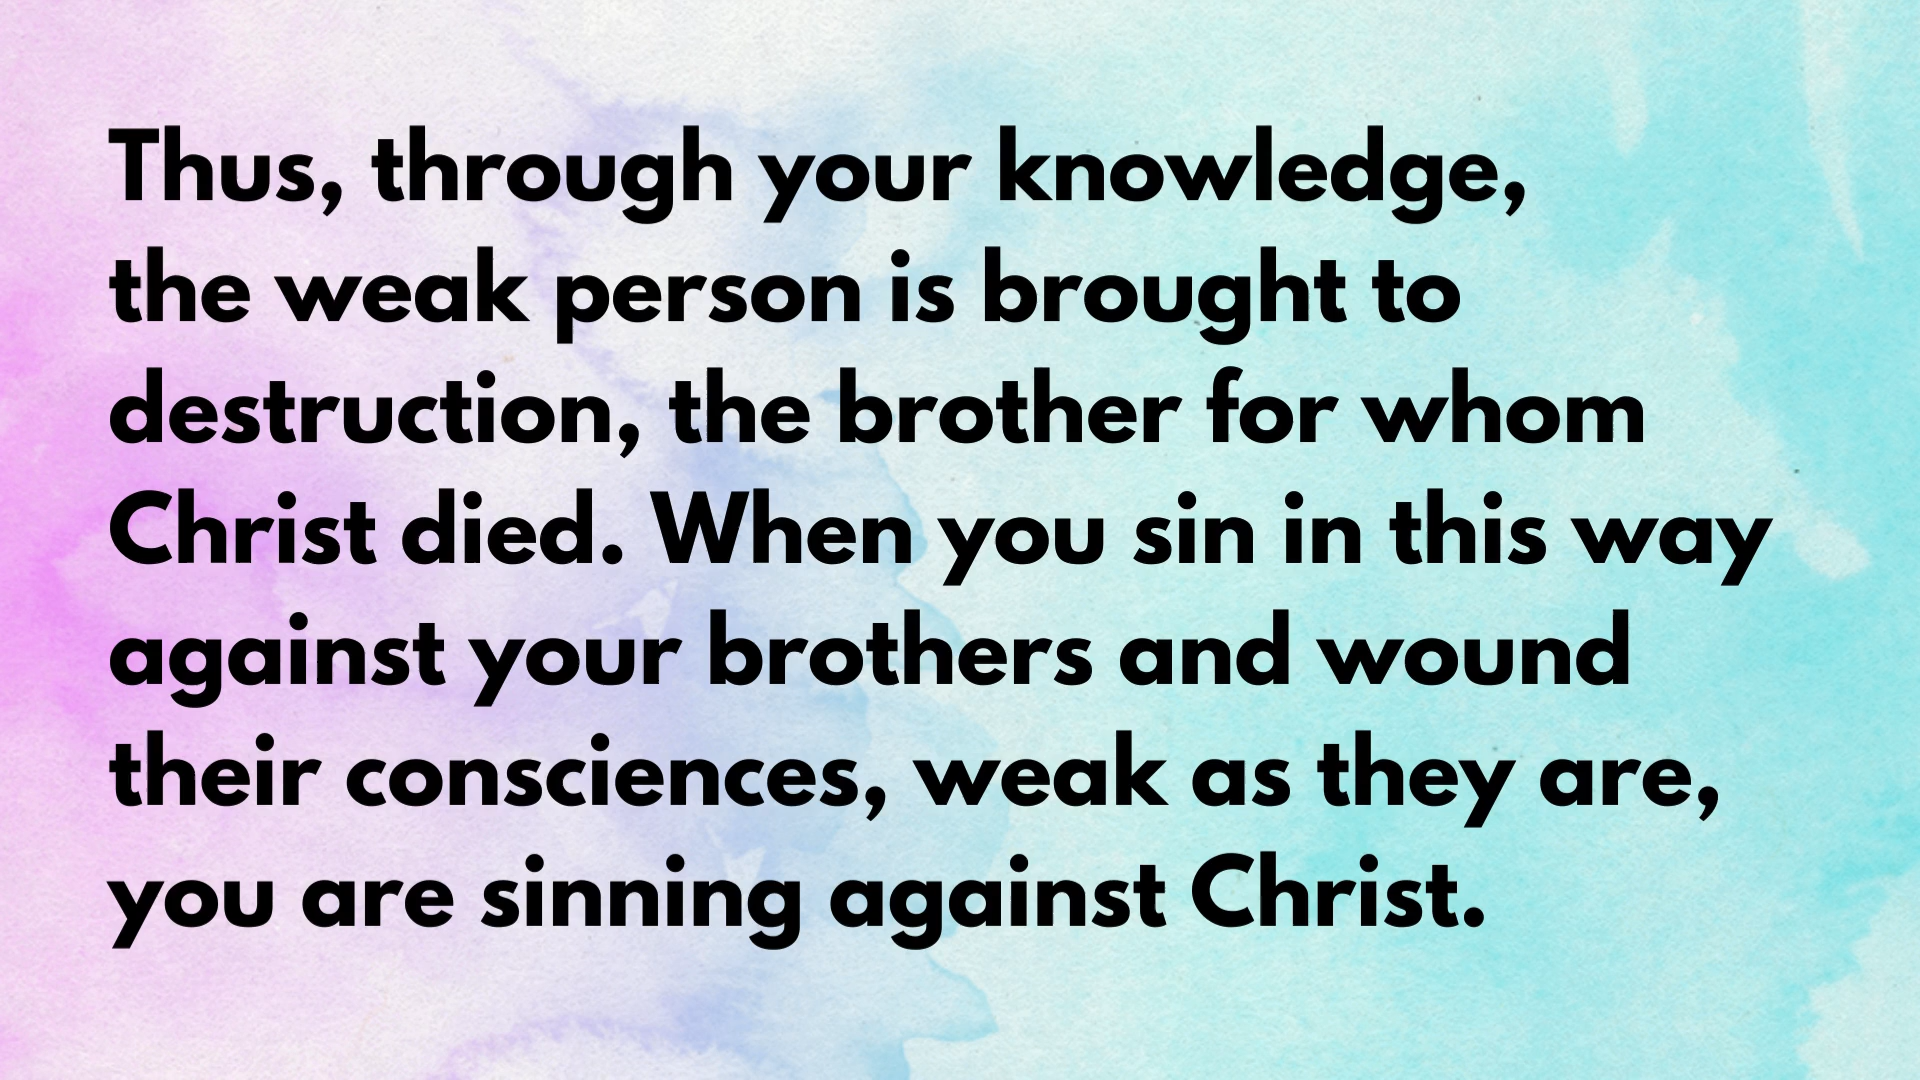 Thus, through your knowledge,
the weak person is brought to
destruction, the brother for whom
Christ died. When you sin in this way
against your brothers and wound
their consciences, weak as they are,
you are sinning against Christ.